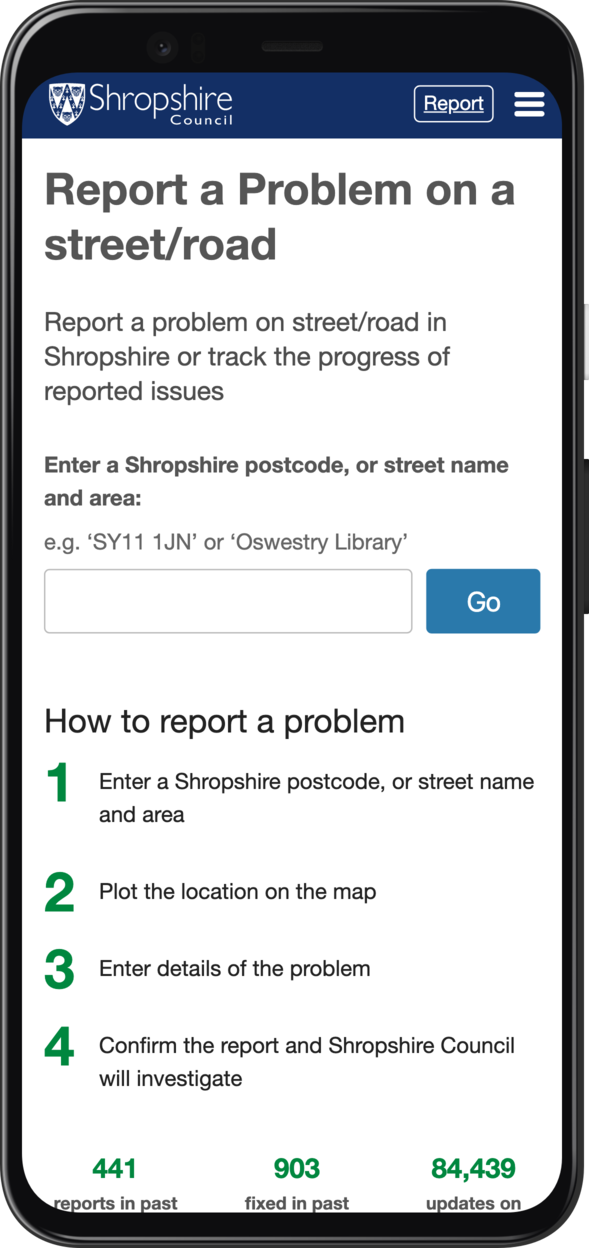 Shropshire
Council
Report
Report a Problem on a
street/road
Report a problem on street/road in
Shropshire or track the progress of
reported issues
Enter a Shropshire postcode, or street name
and area:
e.g. ‘SY11 1JN’ or ‘Oswestry Library’
Go
How to report a problem
1 Enter a Shropshire postcode, or street name
and area
2 Plot the location on the map
3 Enter details of the problem
4 Confirm the report and Shropshire Council
will investigate
441 903 84,439
reports in past fixed in past updates on